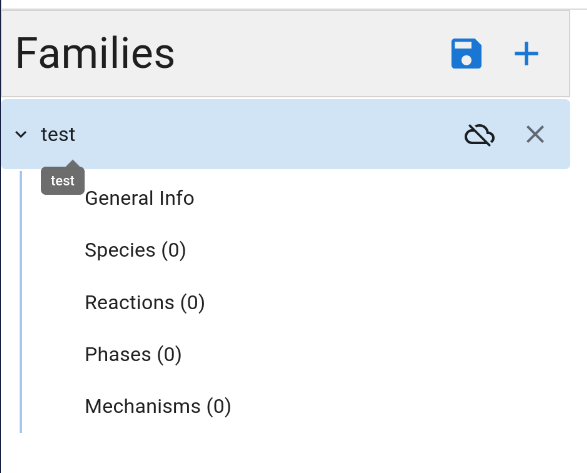 Families
test
test
General Info
Species (0)
Reactions (0)
Phases (0)
Mechanisms (0)